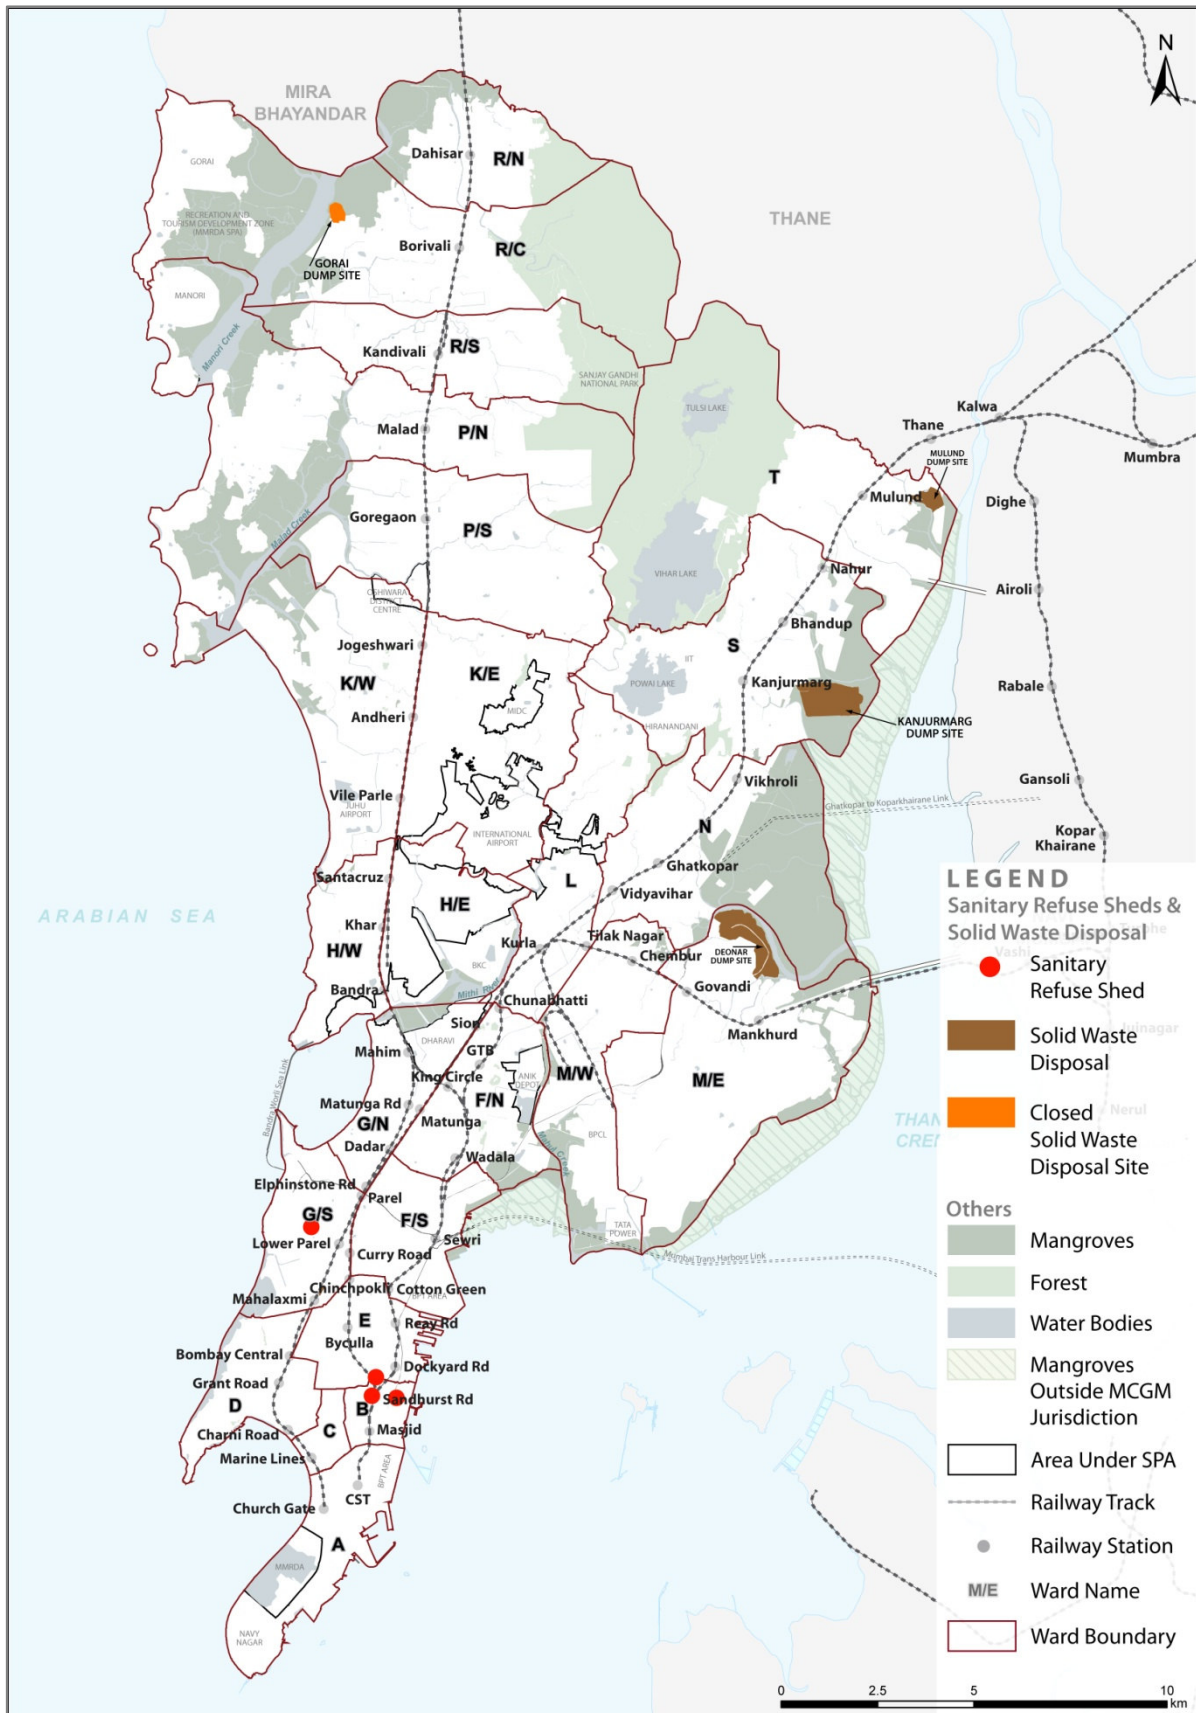 N
MIRA
BHAYANDAR
GORAI
Dahisar
R/N
RECREATION AND
TOURISM DEVELOPMENT ZONE
(MMRDA SPA)
THANE
Borivali
R/C
GORAI
DUMP SITE
MANORI
Manori Creek
R/S
Kandivali
SANJAY GANDHI
NATIONAL PARK
TULSI LAKE
Kalwa
Thane
Malad
P/N
MULUND
DUMP SITE
Mumbra
T
Mulund
Dighe
Goregaon
Malad Creek
P/S
VIHAR LAKE
Nahur
OSHIWARA
DISTRICT
CENTRE
Airoli
Bhandup
Jogeshwari
S
IIT
K/E
K/W
POWAI LAKE
Kanjurmarg
Rabale
MIDC
Andheri
HIRANANDANI
KANJURMARG
DUMP SITE
Vikhroli
Gansoli
Vile Parle
JUHU
AIRPORT
Ghatkopar to Koparkhairane Link
N
INTERNATIONAL
AIRPORT
Kopar
Khairane
Ghatkopar
Santacruz
L
Vidyavihar
H/E
Khar
Kurla
Tilak Nagar
DEONAR
DUMP SITE
H/W
BKC
Chembur
Govandi
Bandra
Mithi River
Chunabhatti
Sion
Mankhurd
DHARAVI
Mahim
GTB
King Circle
ANIK
DEPOT
M/W
M/E
F/N
Bandra Worli Sea Link
Matunga Rd
Matunga
G/N
Dadar
BPCL
Mahul Creek
Wadala
Elphinstone Rd
Parel
G/S
F/S
TATA
POWER
Lower Parel
Sewri
Curry Road
Mumbai Trans Harbour Link
Chinchpokli
Cotton Green
Mahalaxmi
BPT AREA
E
Reay Rd
Byculla
Bombay Central
Dockyard Rd
Grant Road
Sandhurst Rd
D
B
C
Charni Road
Masjid
Marine Lines
BPT AREA
CST
Church Gate
A
MMRDA
NAVY
NAGAR
ARABIAN SEA
LEGEND
Sanitary Refuse Sheds &
Solid Waste Disposal
Vashi
Sanitary
Refuse Shed
Solid Waste
Disposal
Juinagar
Closed
Solid Waste
Disposal Site
Nerul
Others
Mangroves
Forest
Water Bodies
Mangroves
Outside MCGM
Jurisdiction
Area Under SPA
Railway Track
Railway Station
M/E
Ward Name
Ward Boundary
0 2.5 5 10
km